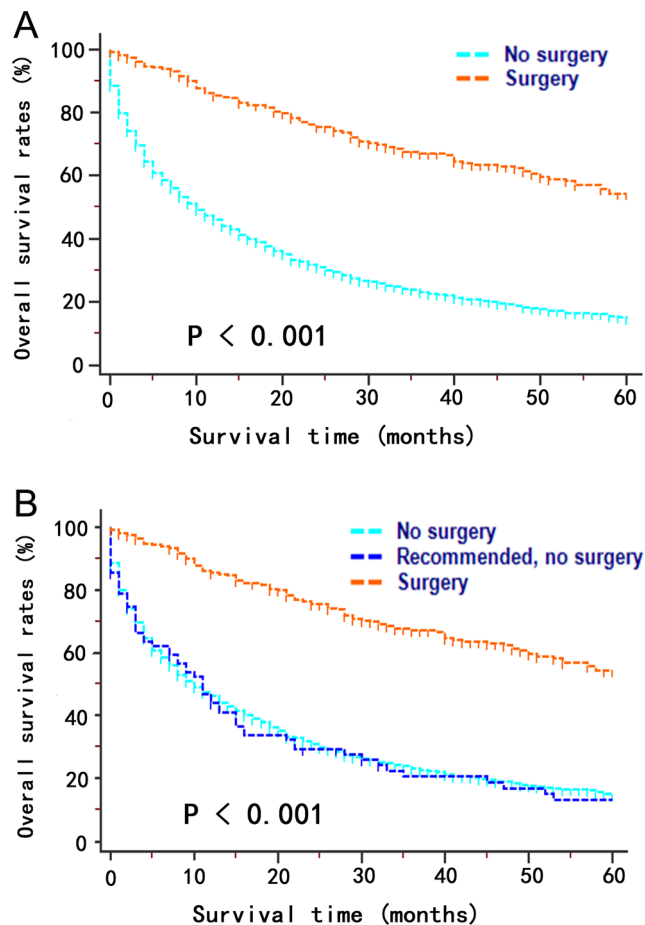 A
Overall survival rates (%)
100
80
60
40
20
0
No surgery
Surgery
P < 0.001
0 10 20 30 40 50 60
Survival time (months)
B
Overall survival rates (%)
100
80
60
40
20
0
No surgery
Recommended, no surgery
Surgery
P < 0.001
0 10 20 30 40 50 60
Survival time (months)